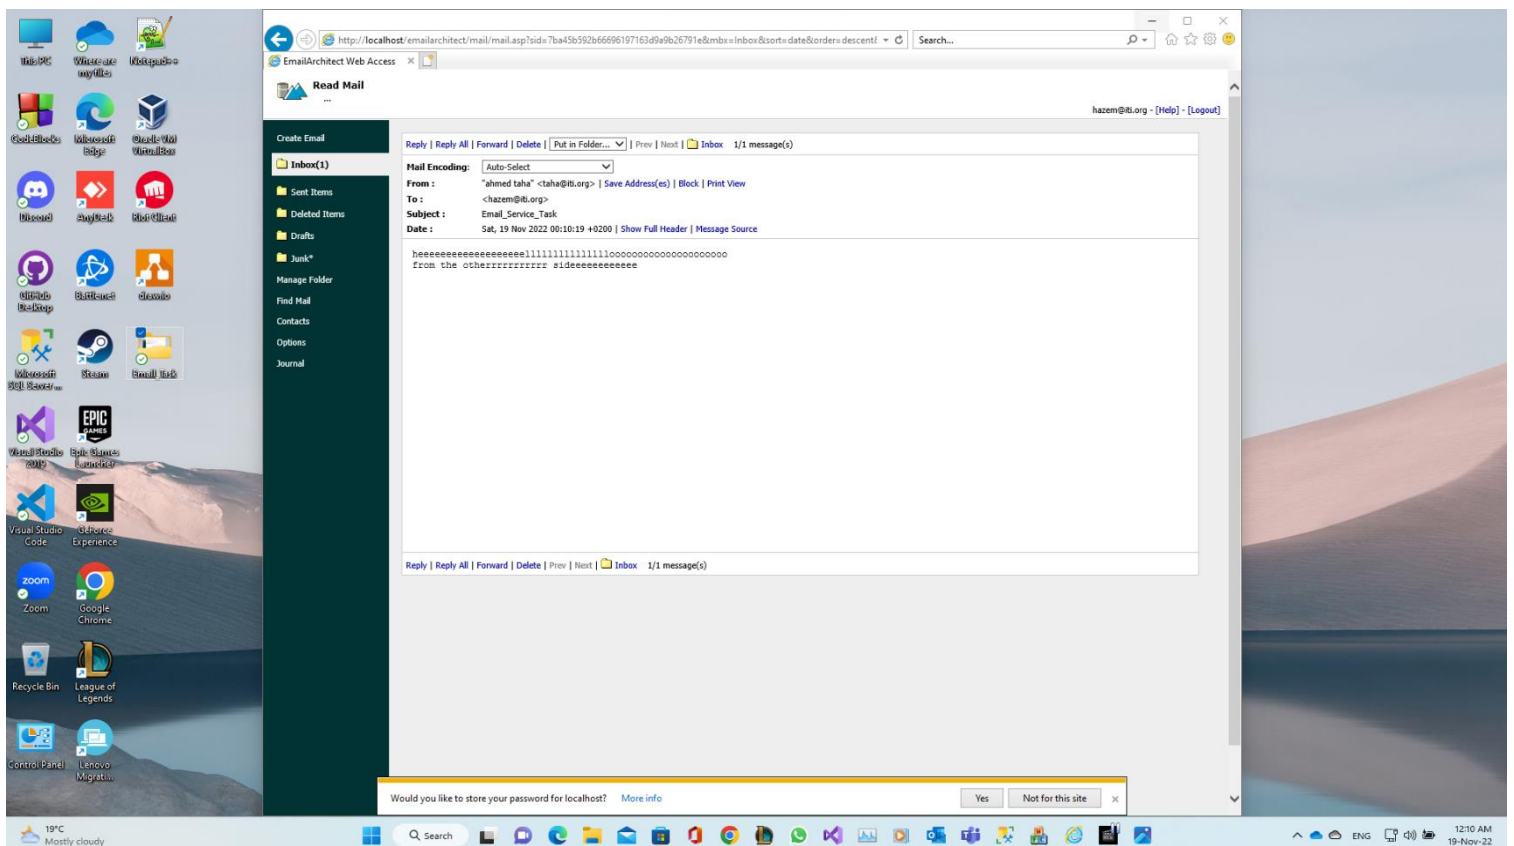 This PC
Where are my files
Notepad++
CodeBlocks
Microsoft Edge
Oracle VM VirtualBox
Discord
AnyDesk
Riot Client
GitHub Desktop
Battle.net
drawio
Microsoft SQL Server ...
Steam
Email_Task
Visual Studio 2019
EPIC GAMES
Epic Games Launcher
Visual Studio Code
GeForce Experience
zoom
Zoom
Google Chrome
Recycle Bin
League of Legends
Control Panel
Lenovo Migratio...
http://localhost/emailarchitect/mail/mail.asp?sid=7ba45b592b66696197163d9a9b26791e&mbx=Inbox&sort=date&order=descent
Search...
EmailArchitect Web Access
Read Mail
...
hazem@iti.org - [Help] - [Logout]
Create Email
Inbox(1)
Sent Items
Deleted Items
Drafts
Junk*
Manage Folder
Find Mail
Contacts
Options
Journal
Reply | Reply All | Forward | Delete | Put in Folder... | Prev | Next | Inbox 1/1 message(s)
Mail Encoding: Auto-Select
From : "ahmed taha" <taha@iti.org> | Save Address(es) | Block | Print View
To : <hazem@iti.org>
Subject : Email_Service_Task
Date : Sat, 19 Nov 2022 00:10:19 +0200 | Show Full Header | Message Source
heeeeeeeeeeeeeeeeeeelllllllllllllllooooooooooooooooooooo
from the otherrrrrrrrrrr sideeeeeeeeeeee
Reply | Reply All | Forward | Delete | Prev | Next | Inbox 1/1 message(s)
Would you like to store your password for localhost? More info
Yes
Not for this site
19°C
Mostly cloudy
Search
ENG
12:10 AM
19-Nov-22